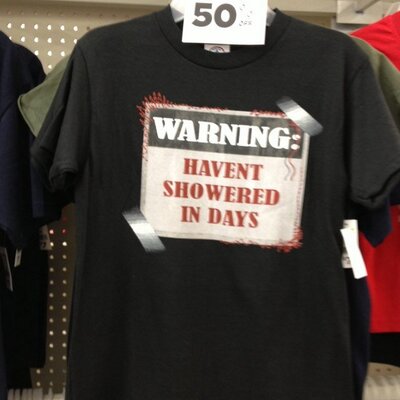 50
WARNING:
HAVENT
SHOWERED
IN DAYS